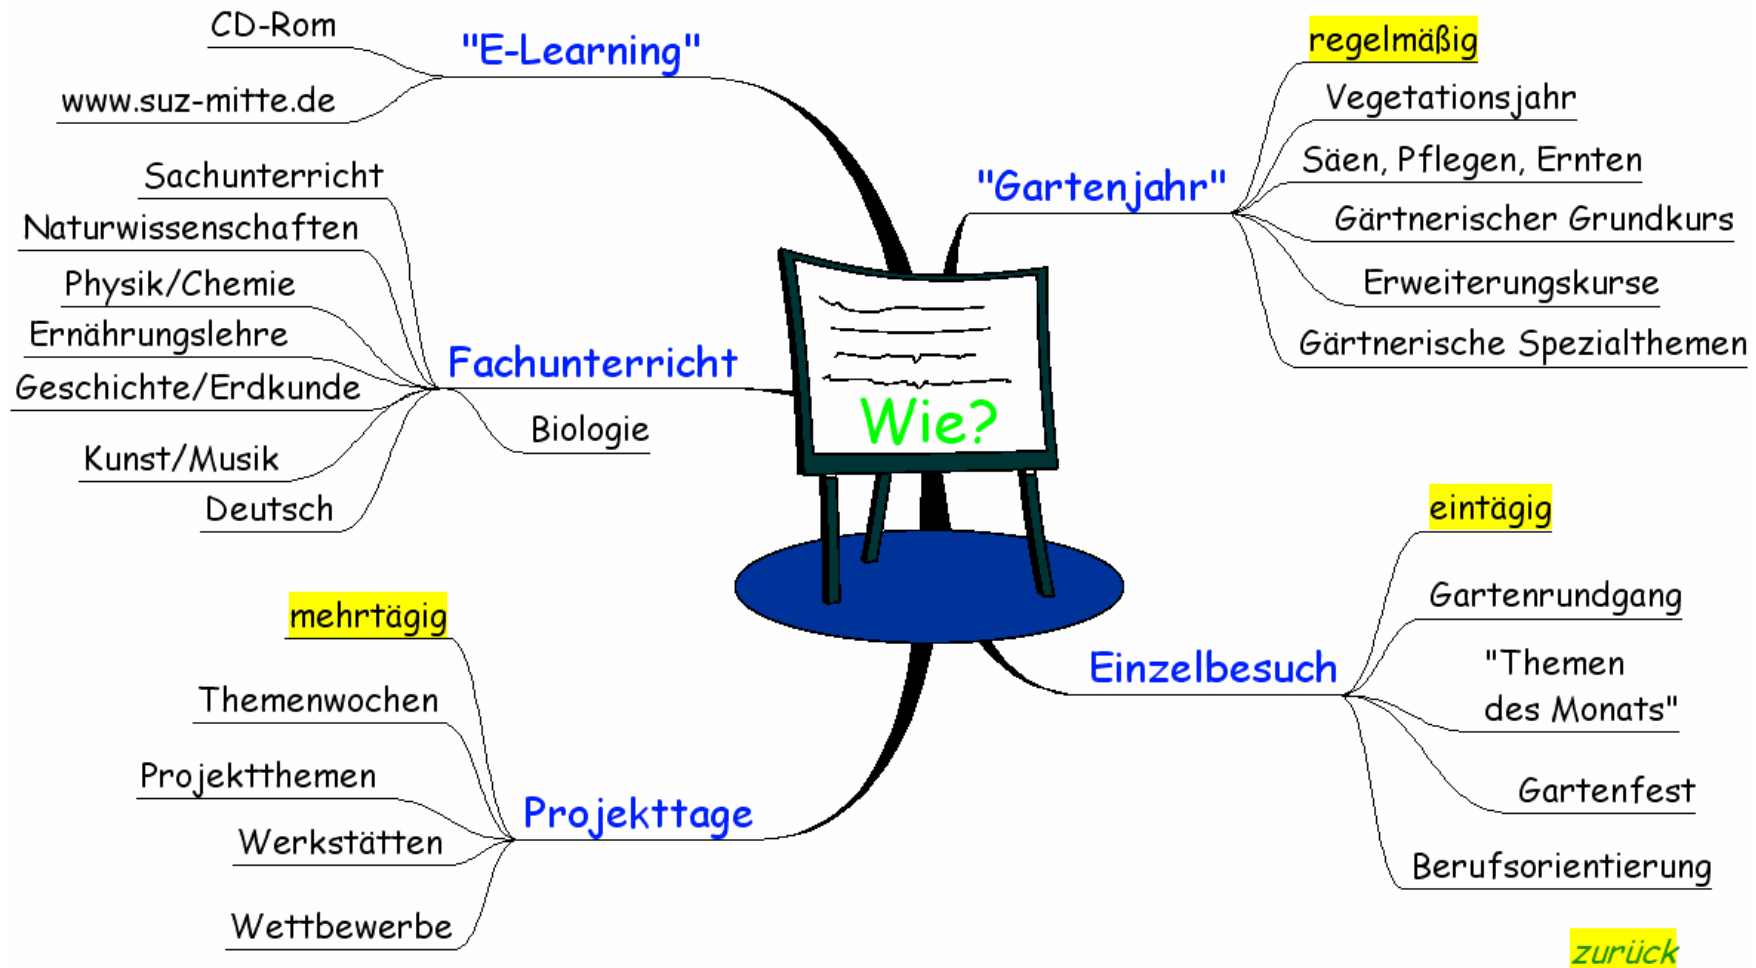 CD-Rom
"E-Learning"
www.suz-mitte.de
Sachunterricht
Naturwissenschaften
Physik/Chemie
Ernährungslehre
Fachunterricht
Geschichte/Erdkunde
Biologie
Kunst/Musik
Deutsch
mehrtägig
Themenwochen
Projektthemen
Projekttage
Werkstätten
Wettbewerbe
Wie?
regelmäßig
Vegetationsjahr
Säen, Pflegen, Ernten
"Gartenjahr"
Gärtnerischer Grundkurs
Erweiterungskurse
Gärtnerische Spezialthemen
eintägig
Gartenrundgang
Einzelbesuch
"Themen
des Monats"
Gartenfest
Berufsorientierung
zurück